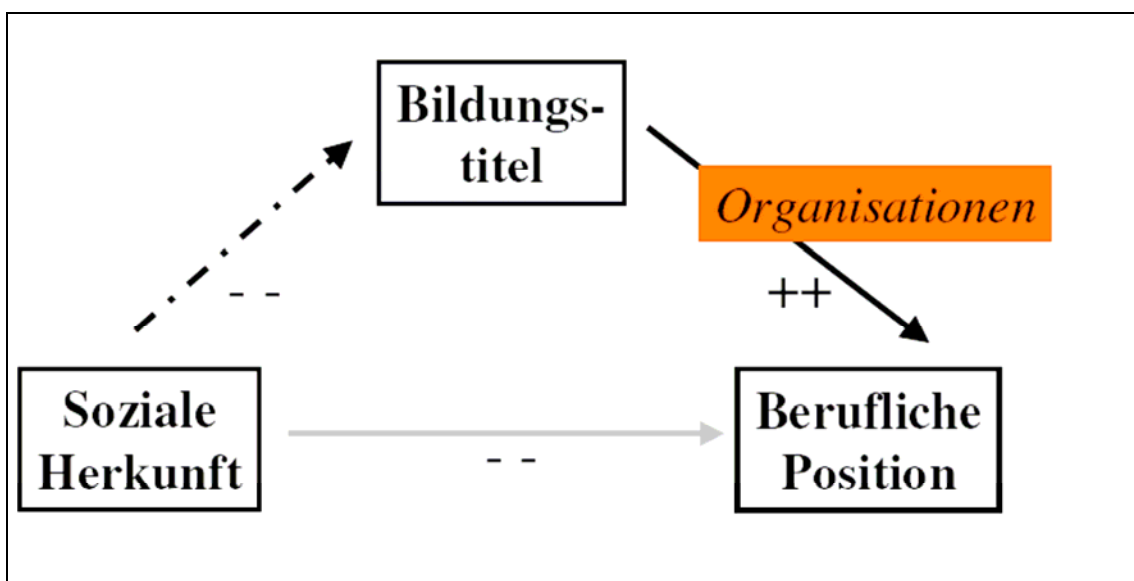 Bildungs-
titel
Organisationen
- -
++
Soziale
Herkunft
- -
Berufliche
Position